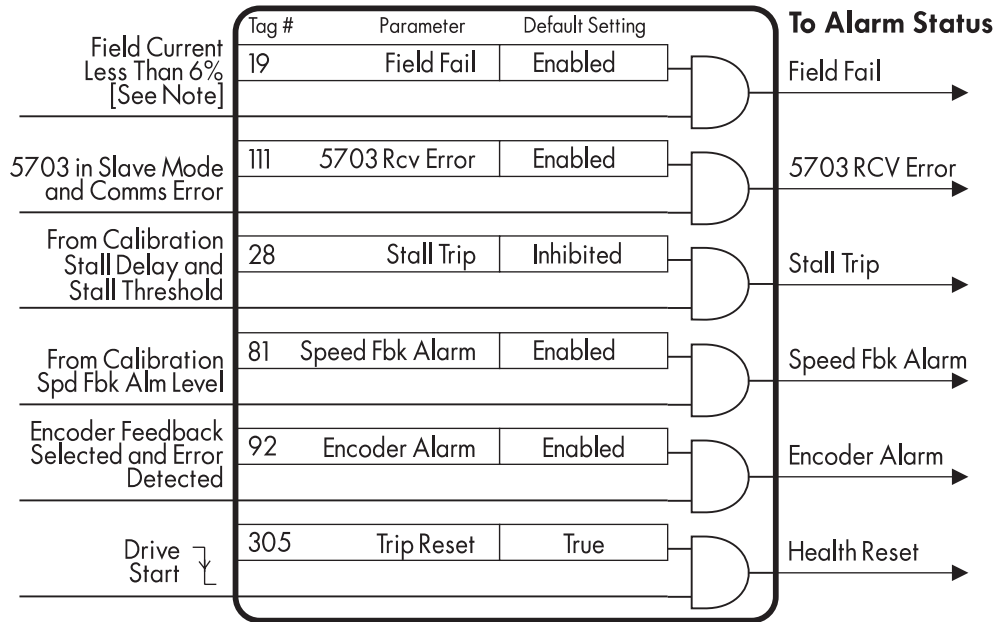 Tag # Parameter Default Setting To Alarm Status
Field Current
Less Than 6%
[See Note]
19 Field Fail Enabled Field Fail
5703 in Slave Mode
and Comms Error
111 5703 Rcv Error Enabled 5703 RCV Error
From Calibration
Stall Delay and
Stall Threshold
28 Stall Trip Inhibited Stall Trip
From Calibration
Spd Fbk Alm Level
81 Speed Fbk Alarm Enabled Speed Fbk Alarm
Encoder Feedback
Selected and Error
Detected
92 Encoder Alarm Enabled Encoder Alarm
Drive
Start
305 Trip Reset True Health Reset